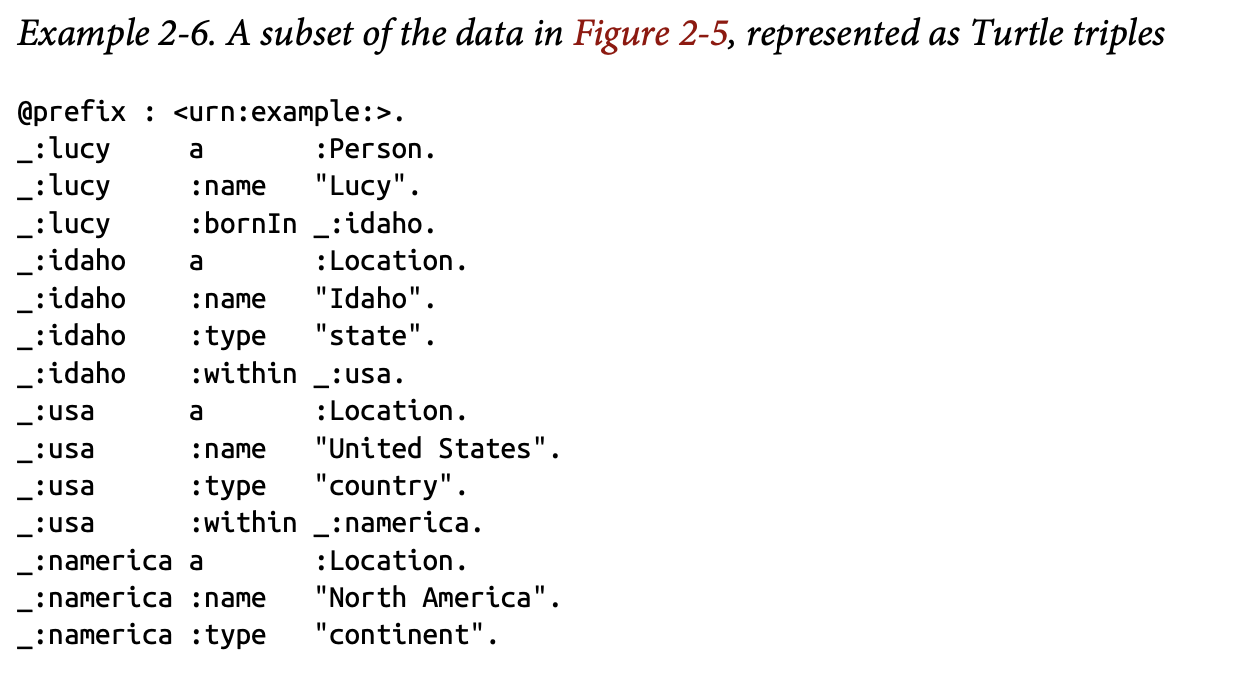 Example 2-6. A subset of the data in Figure 2-5, represented as Turtle triples
@prefix : <urn:example:>.
_:lucy     a       :Person.
_:lucy     :name   "Lucy".
_:lucy     :bornIn _:idaho.
_:idaho    a       :Location.
_:idaho    :name   "Idaho".
_:idaho    :type   "state".
_:idaho    :within _:usa.
_:usa      a       :Location.
_:usa      :name   "United States".
_:usa      :type   "country".
_:usa      :within _:namerica.
_:namerica a       :Location.
_:namerica :name   "North America".
_:namerica :type   "continent".